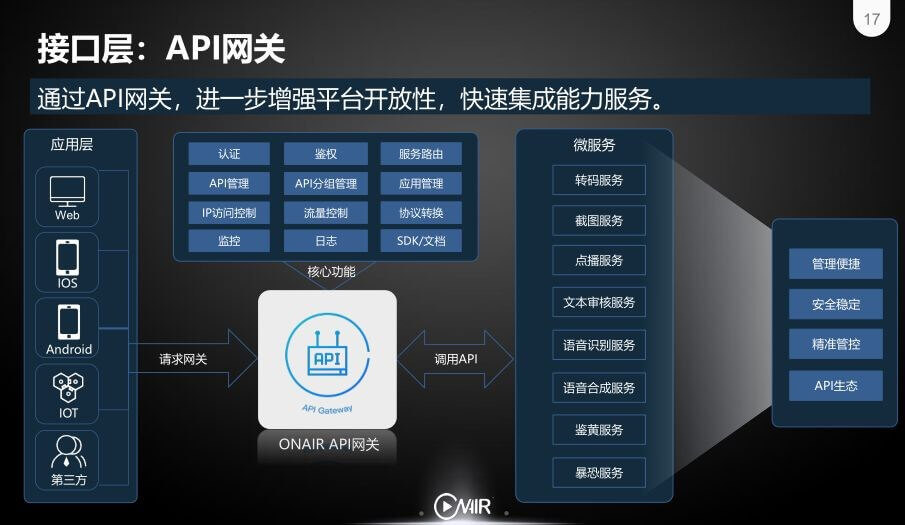 17
接口层：API网关
通过API网关，进一步增强平台开放性，快速集成能力服务。
应用层
Web
IOS
Android
IOT
第三方
认证
鉴权
服务路由
API管理
API分组管理
应用管理
IP访问控制
流量控制
协议转换
监控
日志
SDK/文档
核心功能
请求网关
API
API Gateway
ONAIR API网关
调用API
微服务
转码服务
截图服务
点播服务
文本审核服务
语音识别服务
语音合成服务
鉴黄服务
暴恐服务
管理便捷
安全稳定
精准管控
API生态
ONAIR